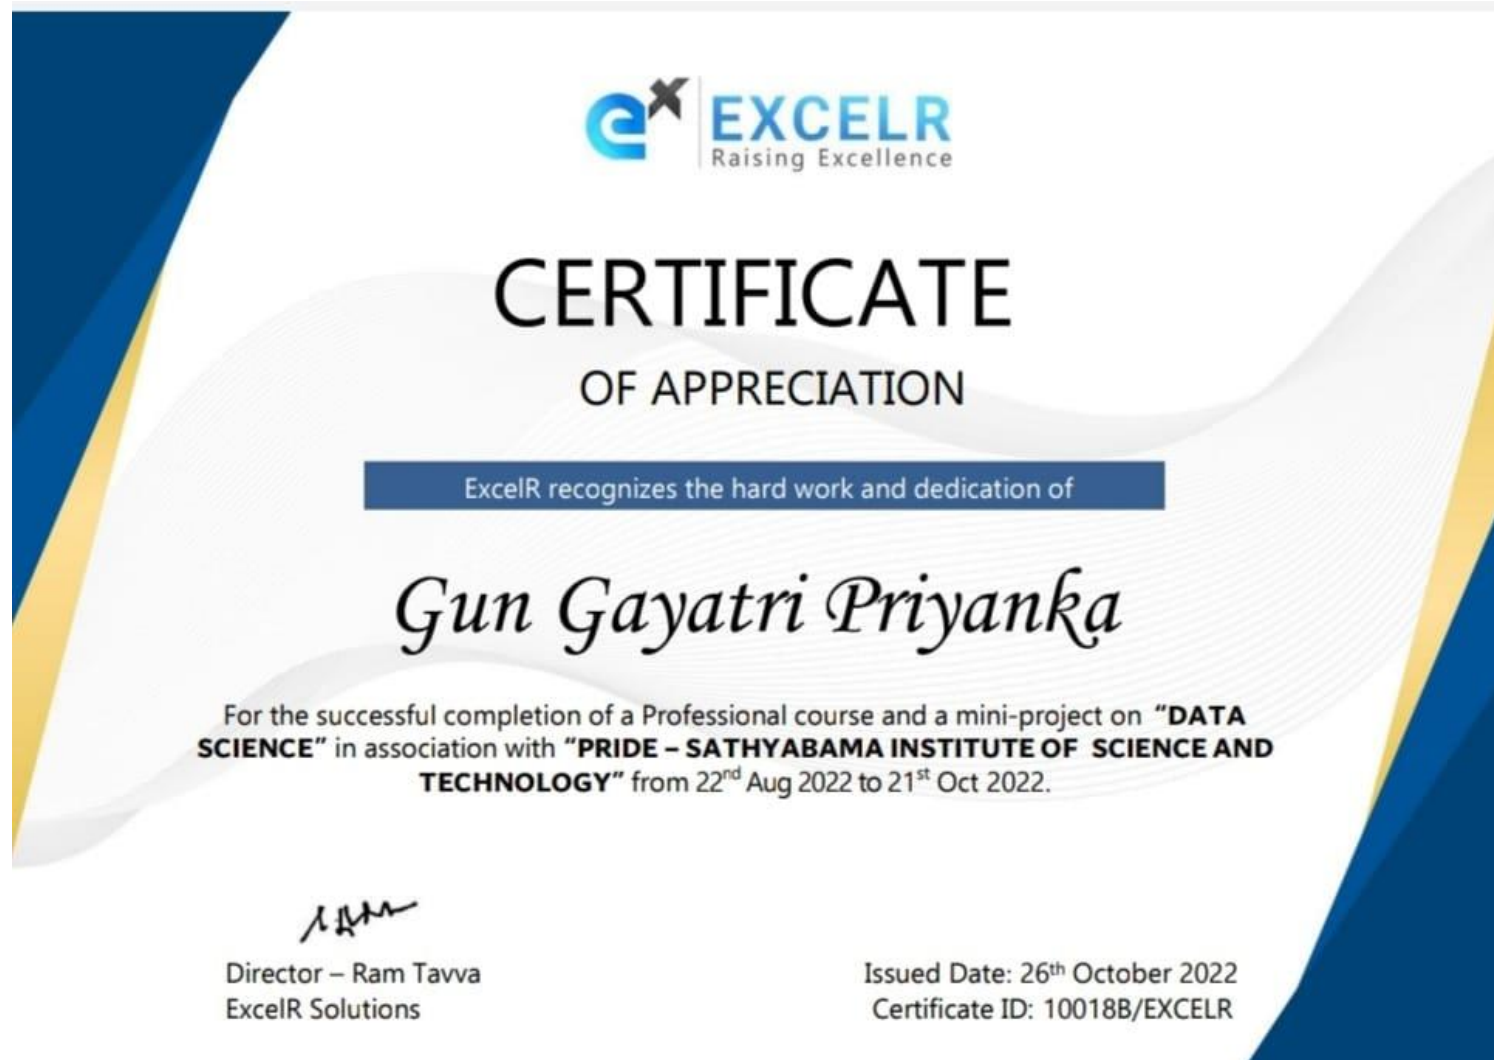 ex EXCELR
Raising Excellence
CERTIFICATE
OF APPRECIATION
ExcelR recognizes the hard work and dedication of
Gun Gayatri Priyanka
For the successful completion of a Professional course and a mini-project on “DATA
SCIENCE” in association with “PRIDE – SATHYABAMA INSTITUTE OF SCIENCE AND
TECHNOLOGY” from 22nd Aug 2022 to 21st Oct 2022.
Director – Ram Tavva
ExcelR Solutions
Issued Date: 26th October 2022
Certificate ID: 10018B/EXCELR